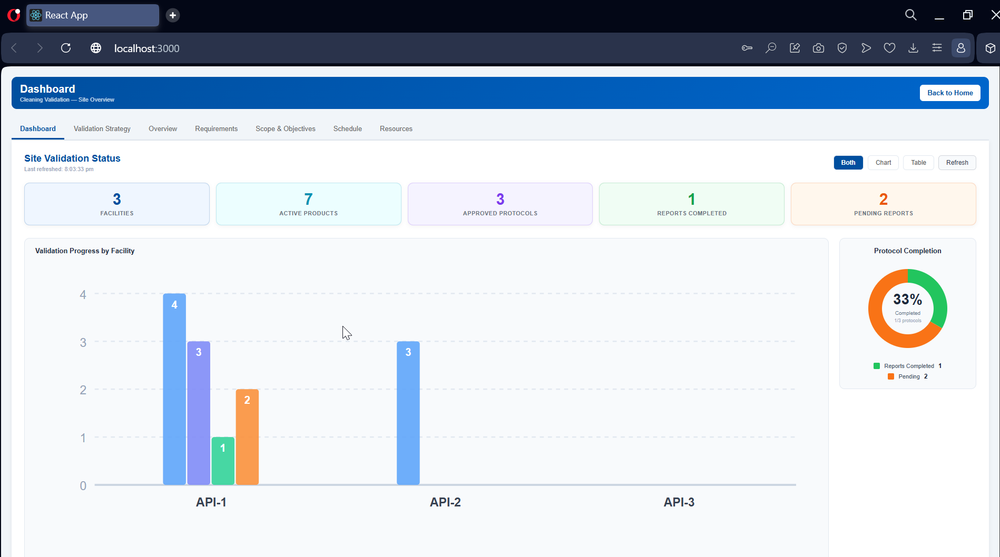 React App
localhost:3000
Dashboard
Cleaning Validation — Site Overview
Back to Home
Dashboard
Validation Strategy
Overview
Requirements
Scope & Objectives
Schedule
Resources
Site Validation Status
Last refreshed: 8:03:33 pm
Both
Chart
Table
Refresh
3
FACILITIES
7
ACTIVE PRODUCTS
3
APPROVED PROTOCOLS
1
REPORTS COMPLETED
2
PENDING REPORTS
Validation Progress by Facility
4
3
2
1
0
4
3
1
2
3
API-1
API-2
API-3
Protocol Completion
33%
Completed
1/3 protocols
Reports Completed 1
Pending 2